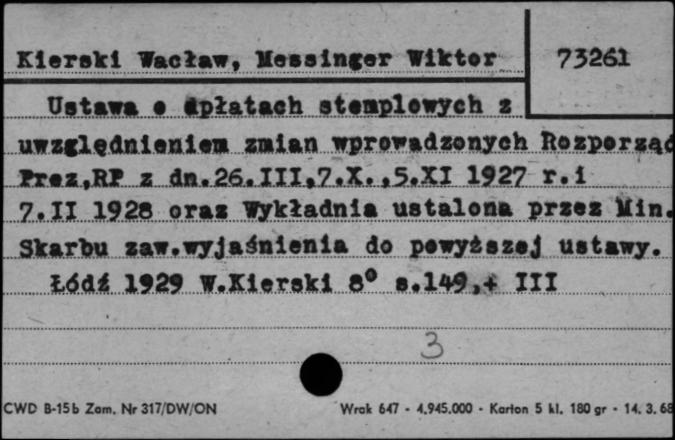 Kierski Wacław, Messinger Wiktor
73261
Ustawa o opłatach stemplowych z
uwzględnieniem zmian wprowadzonych Rozporząd
Prez,RP z dn.26.III,7.X.,5.XI 1927 r.i
7.II 1928 oraz Wykładnia ustalona przez Min.
Skarbu zaw.wyjaśnienia do powyższej ustawy.
Łódź 1929 W.Kierski 8° s.149,+ III
3
CWD B-15b Zam. Nr 317/DW/ON
Wrak 647 - 4.945.000 - Karton 5 kl. 180 gr - 14. 3. 68